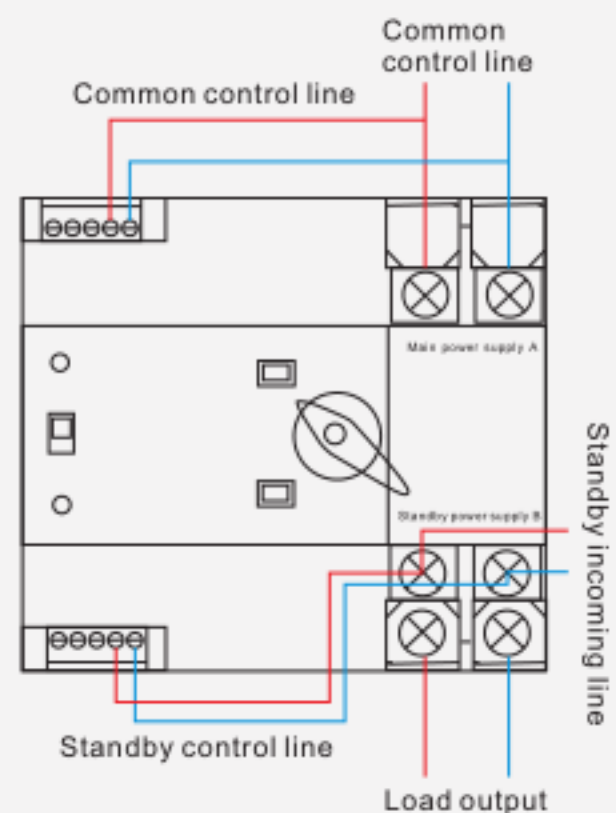 Common
control line
Common control line
Main power supply A
Standby incoming line
Standby power supply B
Standby control line
Load output